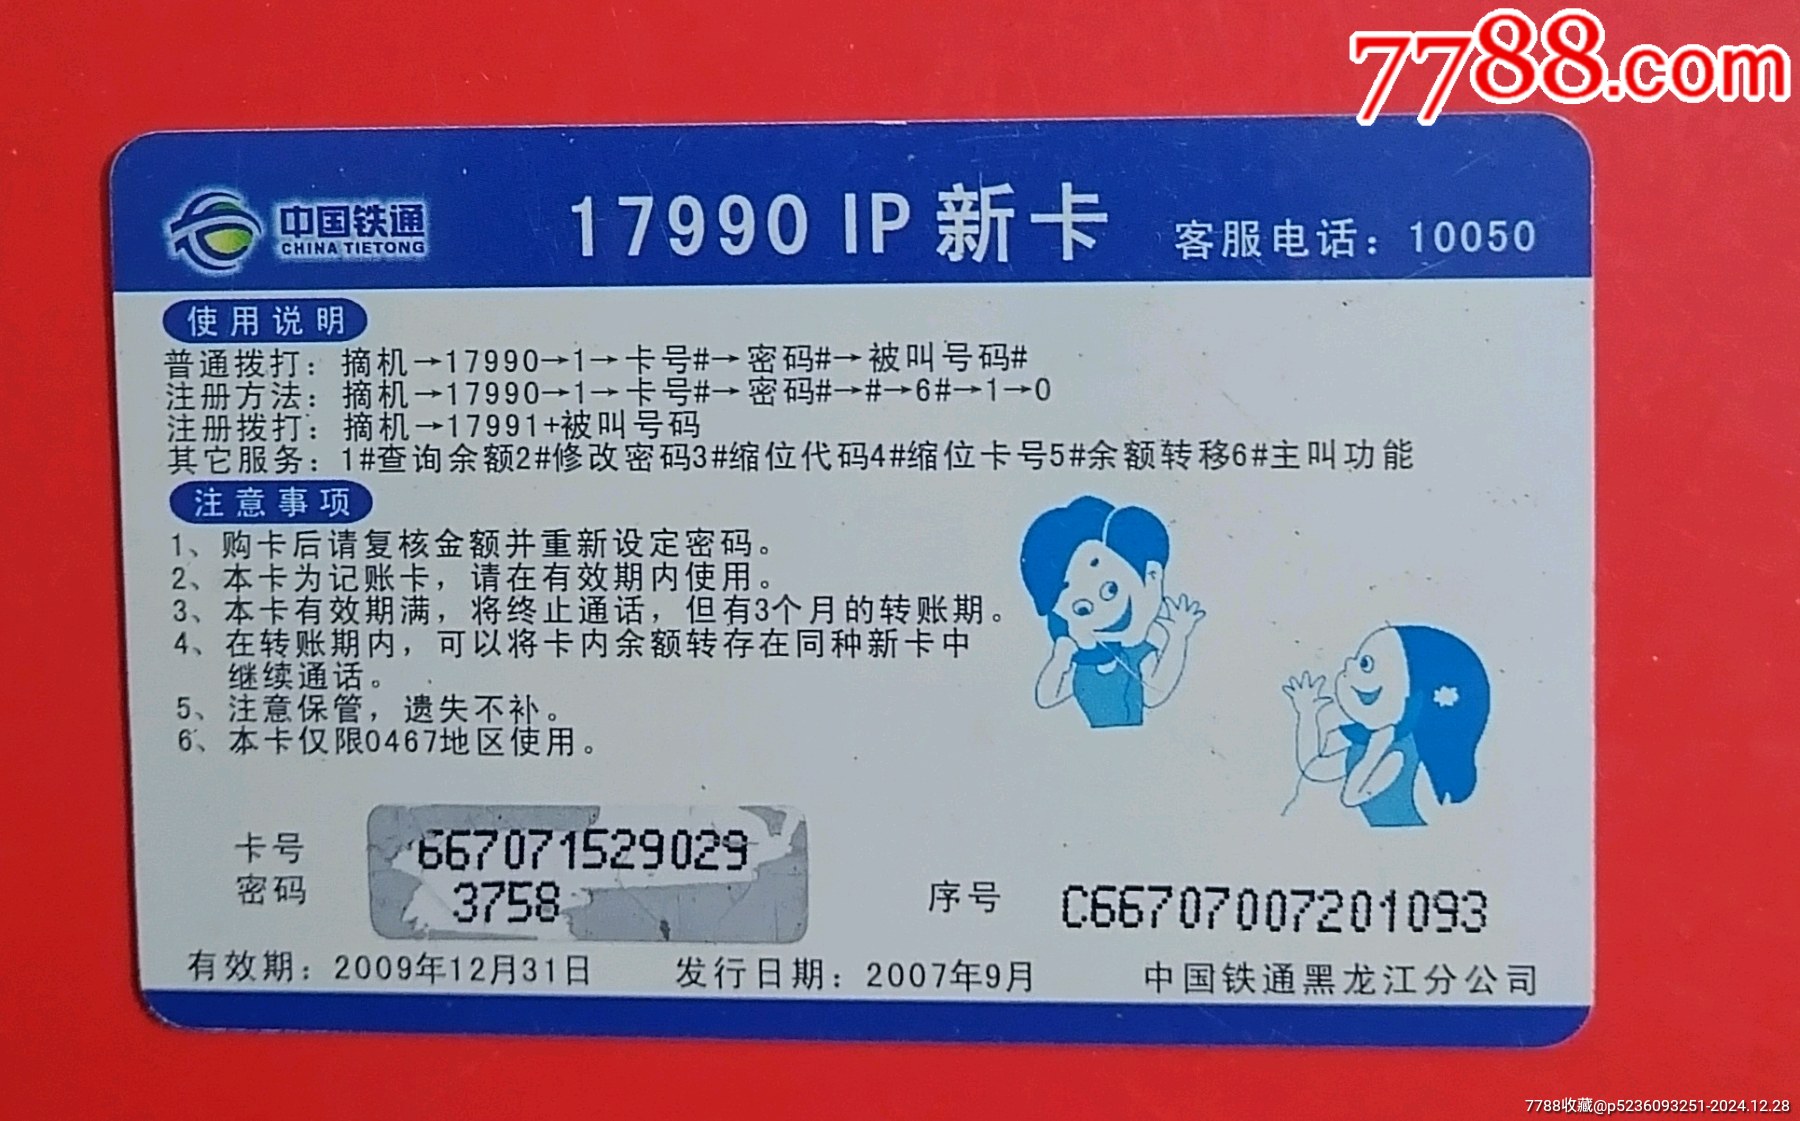 7788.com
中国铁通
CHINA TIETONG
17990 IP 新卡
客服电话：10050
使用说明
普通拨打：摘机→17990→1→卡号#→密码#→被叫号码#
注册方法：摘机→17990→1→卡号#→密码#→#→6#→1→0
注册拨打：摘机→17991+被叫号码
其它服务：1#查询余额2#修改密码3#缩位代码4#缩位卡号5#余额转移6#主叫功能
注意事项
1、购卡后请复核金额并重新设定密码。
2、本卡为记账卡，请在有效期内使用。
3、本卡有效期满，将终止通话，但有3个月的转账期。
4、在转账期内，可以将卡内余额转存在同种新卡中
继续通话。
5、注意保管，遗失不补。
6、本卡仅限0467地区使用。
卡号 667071529029
密码 3758
序号 C66707007201093
有效期：2009年12月31日 发行日期：2007年9月 中国铁通黑龙江分公司
7788收藏@p5236093251-2024.12.28